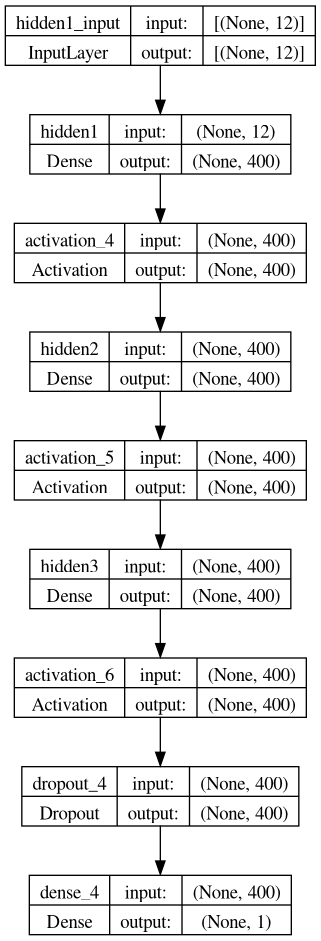 hidden1_input input: [(None, 12)]
InputLayer output: [(None, 12)]
hidden1 input: (None, 12)
Dense output: (None, 400)
activation_4 input: (None, 400)
Activation output: (None, 400)
hidden2 input: (None, 400)
Dense output: (None, 400)
activation_5 input: (None, 400)
Activation output: (None, 400)
hidden3 input: (None, 400)
Dense output: (None, 400)
activation_6 input: (None, 400)
Activation output: (None, 400)
dropout_4 input: (None, 400)
Dropout output: (None, 400)
dense_4 input: (None, 400)
Dense output: (None, 1)